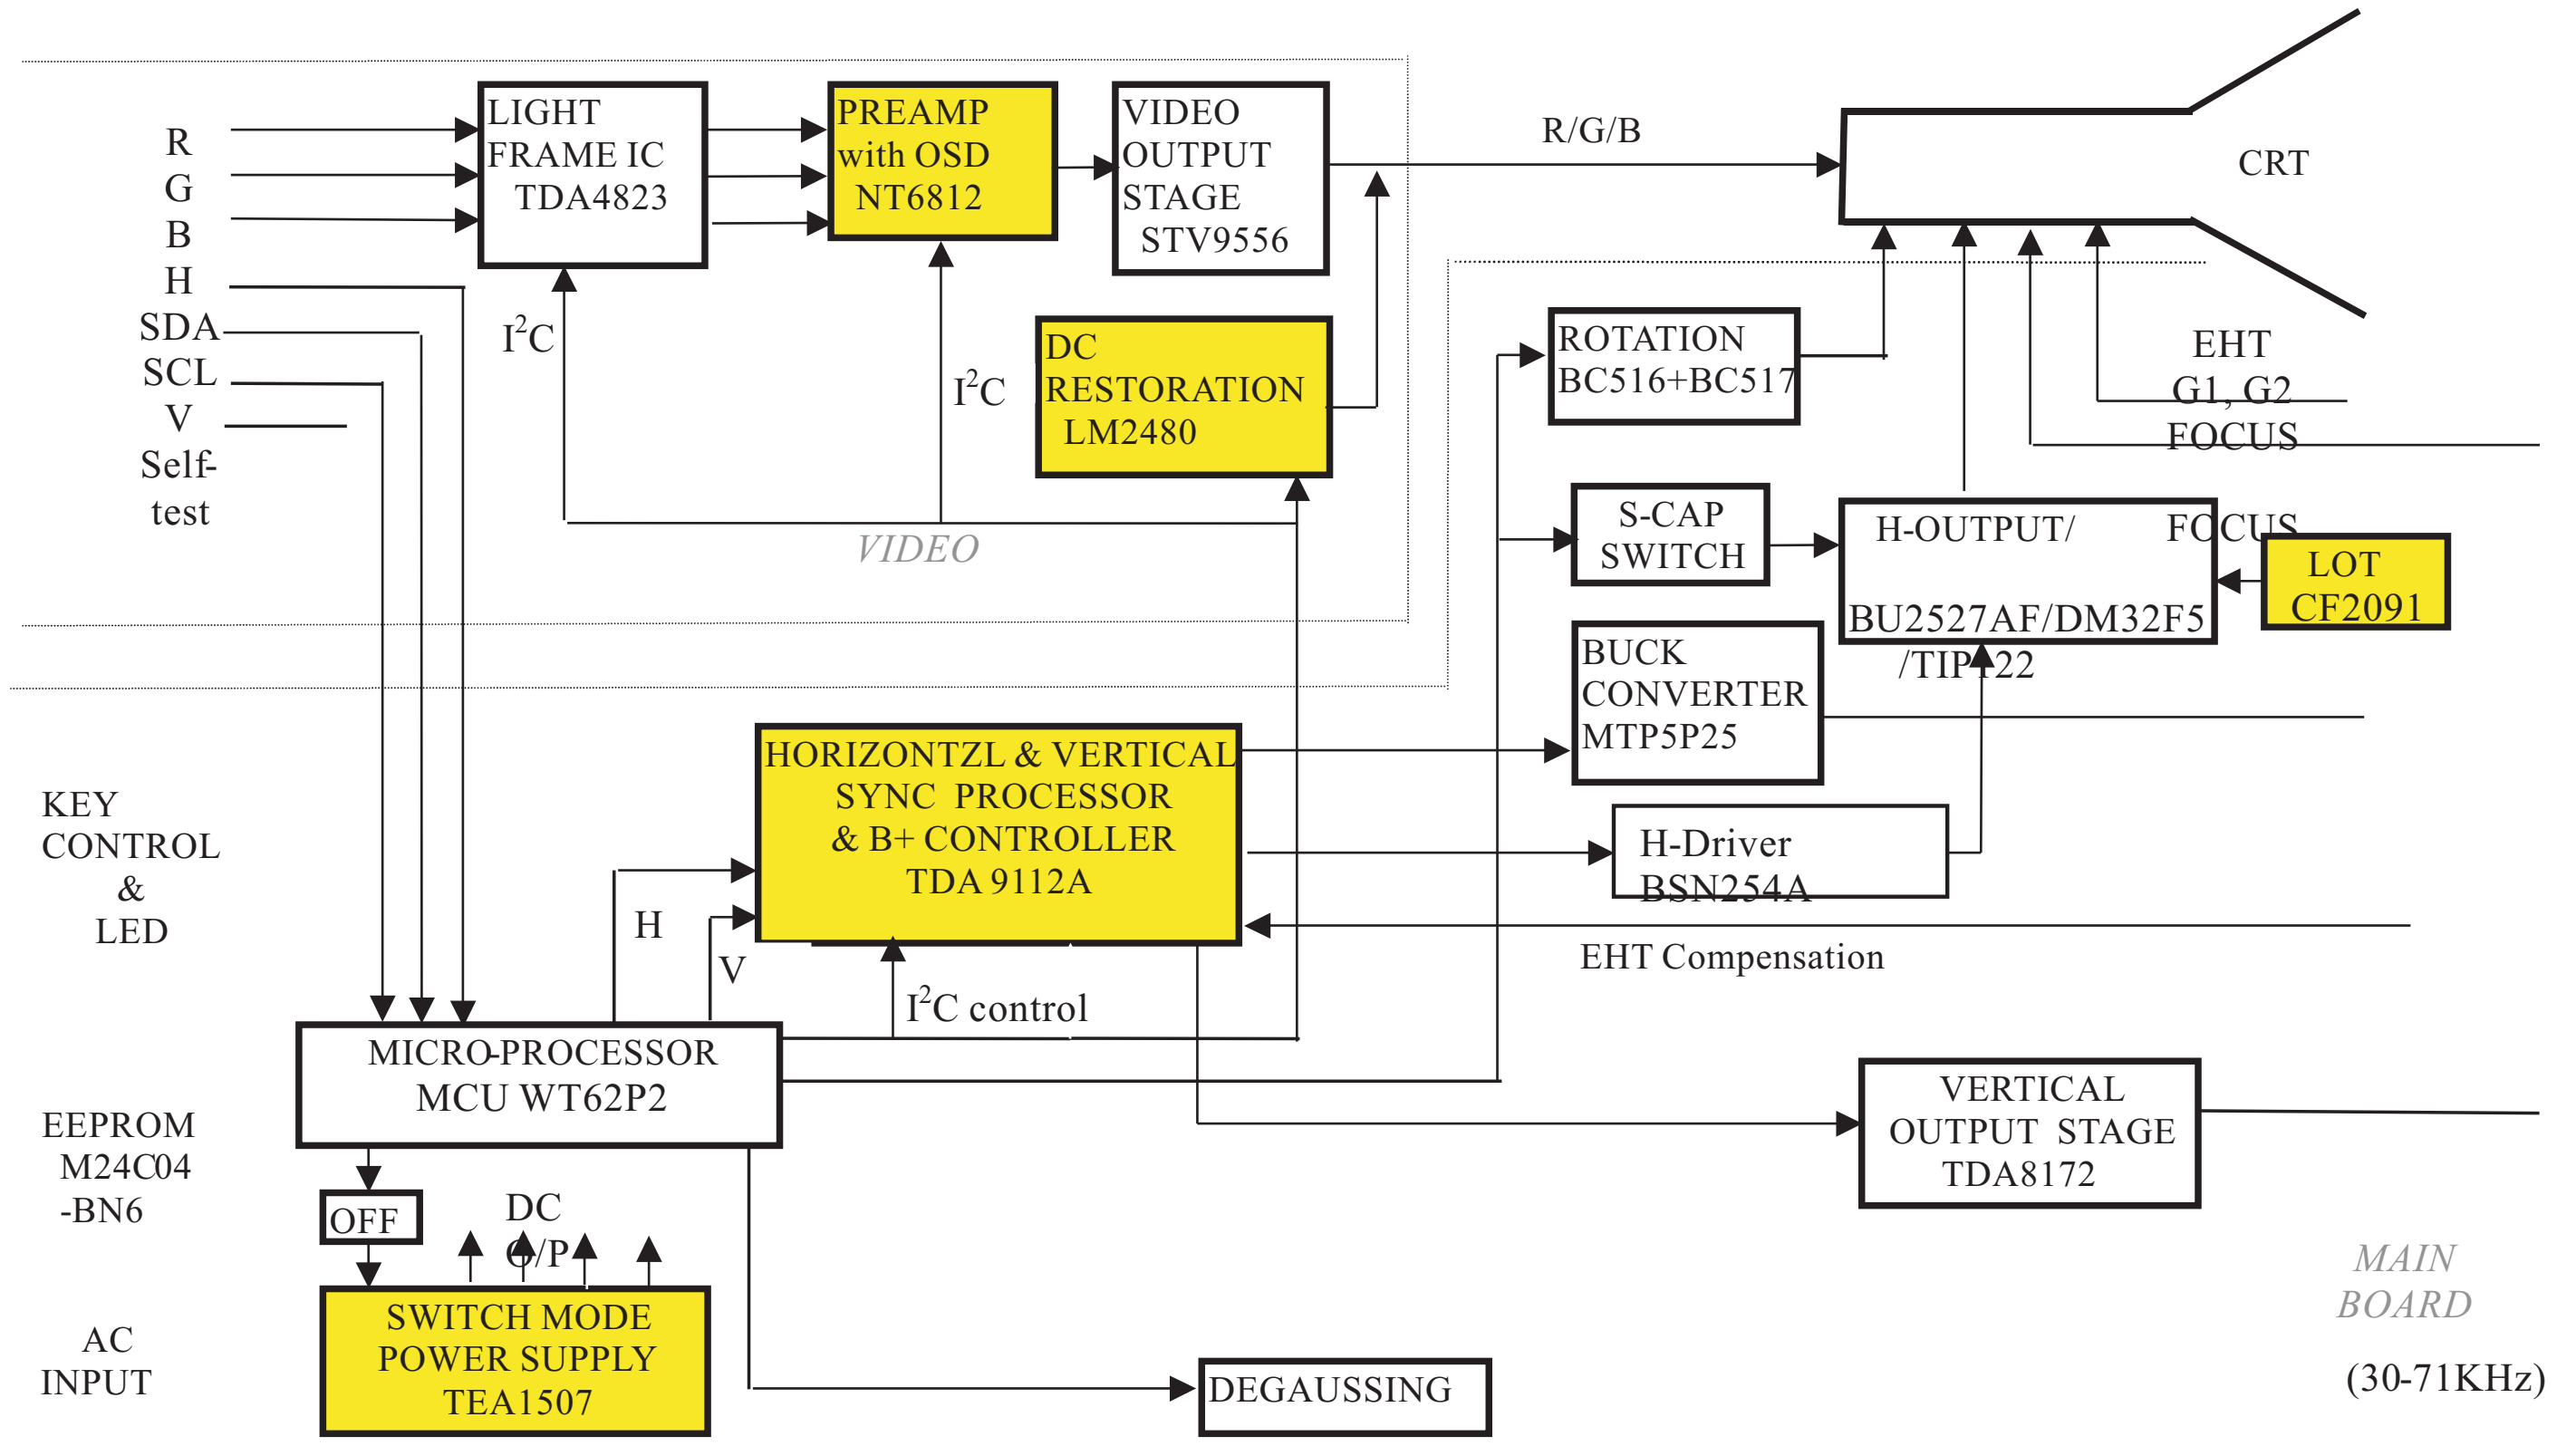 R
G
B
H
SDA
SCL
V
Self-
test
LIGHT
FRAME IC
TDA4823
PREAMP
with OSD
NT6812
VIDEO
OUTPUT
STAGE
STV9556
R/G/B
CRT
I²C
I²C
DC
RESTORATION
LM2480
VIDEO
ROTATION
BC516+BC517
EHT
G1, G2
FOCUS
S-CAP
SWITCH
H-OUTPUT/
BU2527AF/DM32F5
/TIP122
FOCUS
LOT
CF2091
BUCK
CONVERTER
MTP5P25
HORIZONTZL & VERTICAL
SYNC PROCESSOR
& B+ CONTROLLER
TDA 9112A
H-Driver
BSN254A
KEY
CONTROL
&
LED
H
V
EHT Compensation
I²C control
MICRO-PROCESSOR
MCU WT62P2
VERTICAL
OUTPUT STAGE
TDA8172
EEPROM
M24C04
-BN6
OFF
DC
O/P
SWITCH MODE
POWER SUPPLY
TEA1507
AC
INPUT
DEGAUSSING
MAIN
BOARD
(30-71KHz)